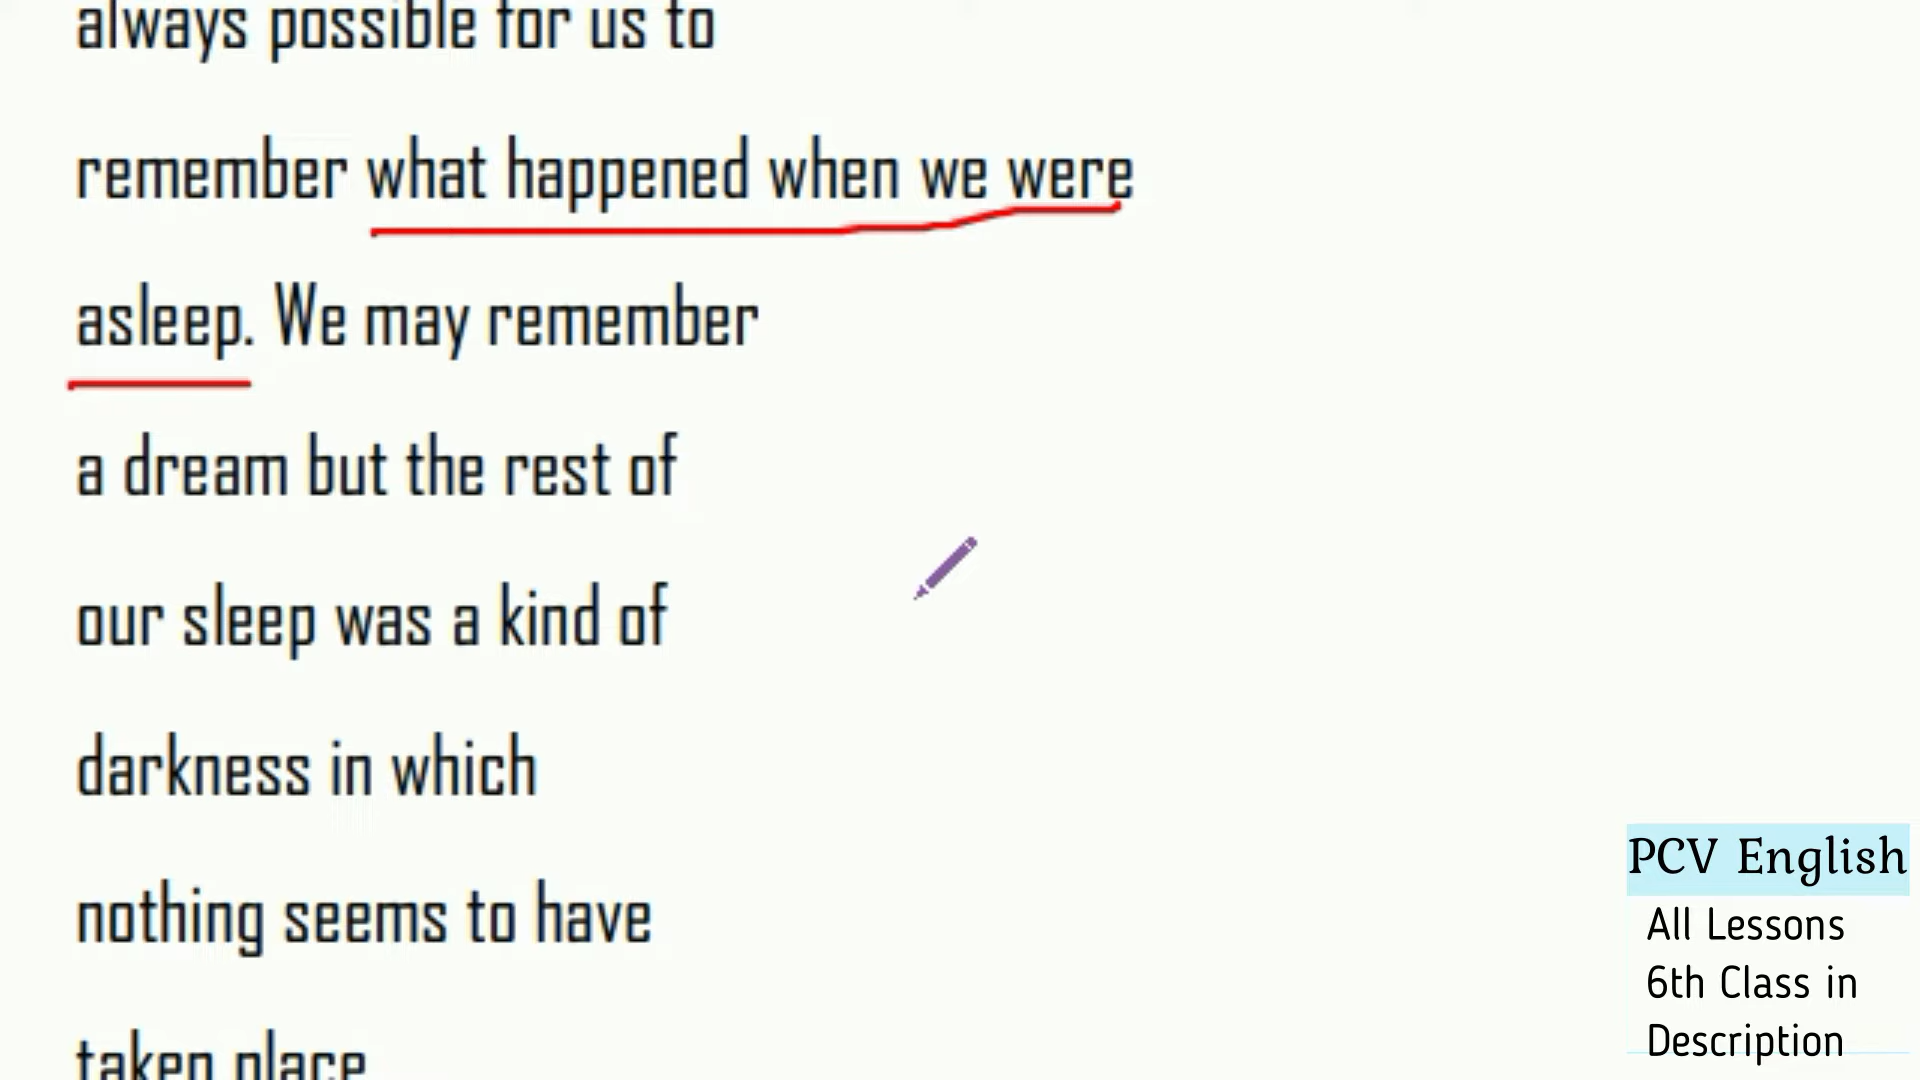 always possible for us to
remember what happened when we were
asleep. We may remember
a dream but the rest of
our sleep was a kind of
darkness in which
nothing seems to have
taken place
PCV English
All Lessons
6th Class in
Description